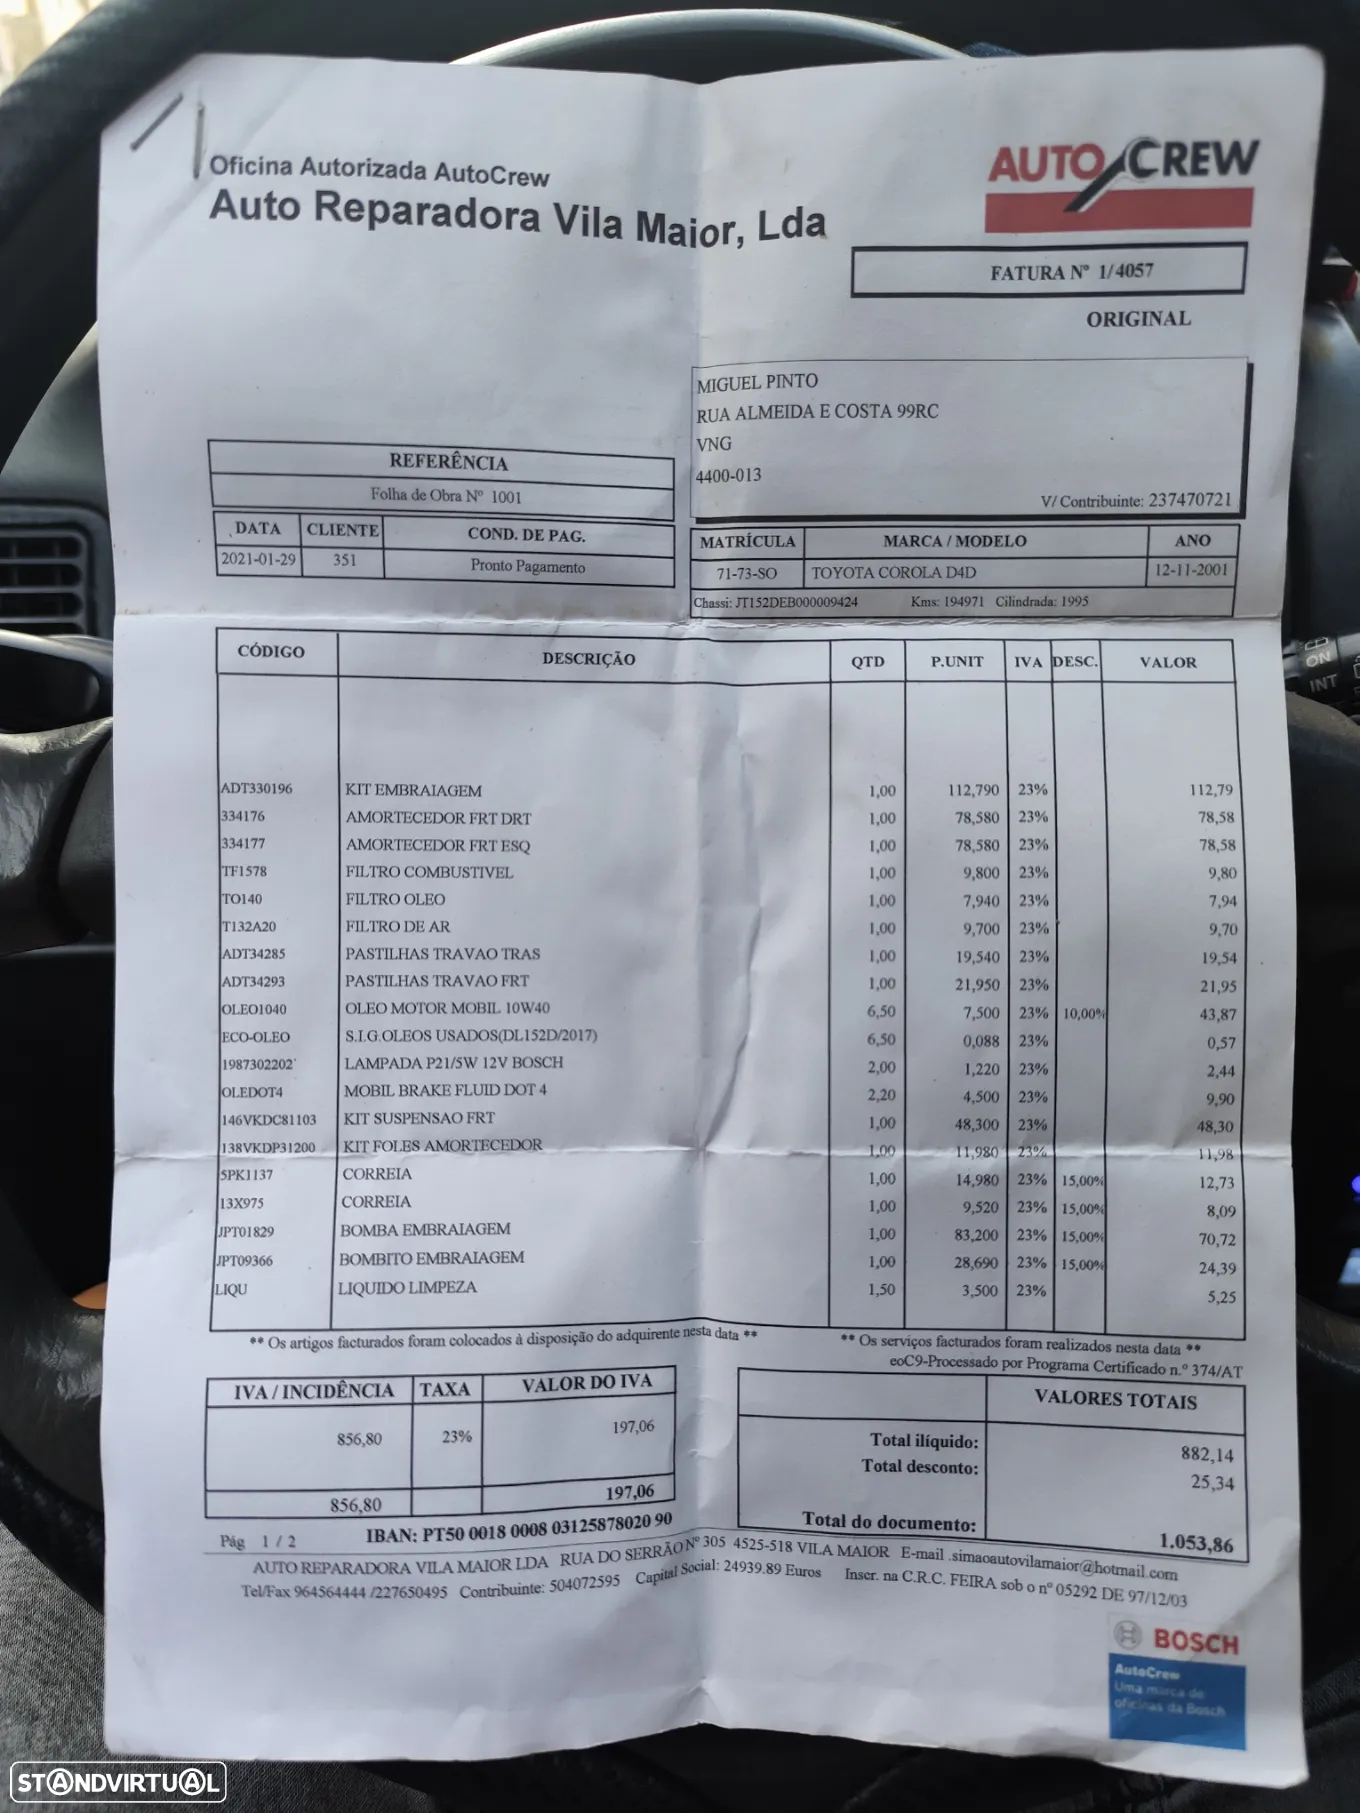 Oficina Autorizada AutoCrew
Auto Reparadora Vila Maior, Lda
AUTO CREW
FATURA Nº 1/4057
ORIGINAL
MIGUEL PINTO
RUA ALMEIDA E COSTA 99RC
VNG
4400-013
V/ Contribuinte: 237470721
REFERÊNCIA
Folha de Obra Nº 1001
DATA CLIENTE COND. DE PAG.
2021-01-29 351 Pronto Pagamento
MATRÍCULA MARCA / MODELO ANO
71-73-SO TOYOTA COROLA D4D 12-11-2001
Chassi: JT152DEB000009424 Kms: 194971 Cilindrada: 1995
CÓDIGO DESCRIÇÃO QTD P.UNIT IVA DESC. VALOR
ADT330196 KIT EMBRAIAGEM 1,00 112,790 23% 112,79
334176 AMORTECEDOR FRT DRT 1,00 78,580 23% 78,58
334177 AMORTECEDOR FRT ESQ 1,00 78,580 23% 78,58
TF1578 FILTRO COMBUSTIVEL 1,00 9,800 23% 9,80
TO140 FILTRO OLEO 1,00 7,940 23% 7,94
T132A20 FILTRO DE AR 1,00 9,700 23% 9,70
ADT34285 PASTILHAS TRAVAO TRAS 1,00 19,540 23% 19,54
ADT34293 PASTILHAS TRAVAO FRT 1,00 21,950 23% 21,95
OLEO1040 OLEO MOTOR MOBIL 10W40 6,50 7,500 23% 10,00% 43,87
ECO-OLEO S.I.G.OLEOS USADOS(DL152D/2017) 6,50 0,088 23% 0,57
1987302202 LAMPADA P21/5W 12V BOSCH 2,00 1,220 23% 2,44
OLEDOT4 MOBIL BRAKE FLUID DOT 4 2,20 4,500 23% 9,90
146VKDC81103 KIT SUSPENSAO FRT 1,00 48,300 23% 48,30
138VKDP31200 KIT FOLES AMORTECEDOR 1,00 11,980 23% 11,98
5PK1137 CORREIA 1,00 14,980 23% 15,00% 12,73
13X975 CORREIA 1,00 9,520 23% 15,00% 8,09
JPT01829 BOMBA EMBRAIAGEM 1,00 83,200 23% 15,00% 70,72
JPT09366 BOMBITO EMBRAIAGEM 1,00 28,690 23% 15,00% 24,39
LIQU LIQUIDO LIMPEZA 1,50 3,500 23% 5,25
** Os artigos facturados foram colocados à disposição do adquirente nesta data ** ** Os serviços facturados foram realizados nesta data **
eoC9-Processado por Programa Certificado n.º 374/AT
IVA / INCIDÊNCIA TAXA VALOR DO IVA
856,80 23% 197,06
856,80 197,06
VALORES TOTAIS
Total ilíquido: 882,14
Total desconto: 25,34
Total do documento: 1.053,86
Pág 1 / 2 IBAN: PT50 0018 0008 03125878020 90
AUTO REPARADORA VILA MAIOR LDA RUA DO SERRÃO Nº 305 4525-518 VILA MAIOR E-mail .simaoautovilamaior@hotmail.com
Tel/Fax 964564444 /227650495 Contribuinte: 504072595 Capital Social: 24939.89 Euros Inscr. na C.R.C. FEIRA sob o nº 05292 DE 97/12/03
BOSCH
AutoCrew
Uma marca de
oficinas da Bosch
ON
INT
STANDVIRTUAL